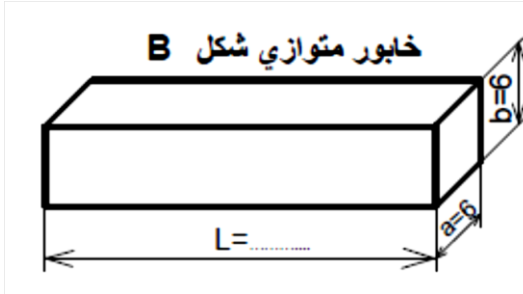 خابور متوازي شكل B
b=6
a=6
L=............